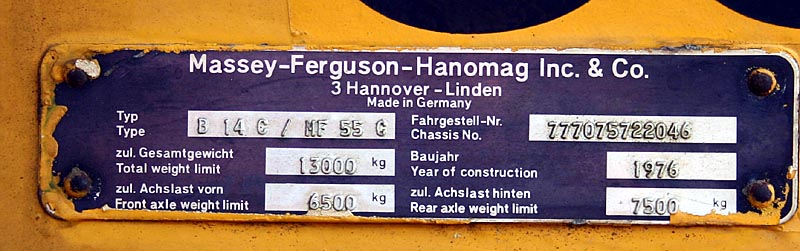 Massey-Ferguson-Hanomag Inc. & Co.
3 Hannover-Linden
Made in Germany
Typ
Type B 14 C / MF 55 C
Fahrgestell-Nr.
Chassis No. 777075722046
zul. Gesamtgewicht
Total weight limit 13000 kg
Baujahr
Year of construction 1976
zul. Achslast vorn
Front axle weight limit 6500 kg
zul. Achslast hinten
Rear axle weight limit 7500 kg